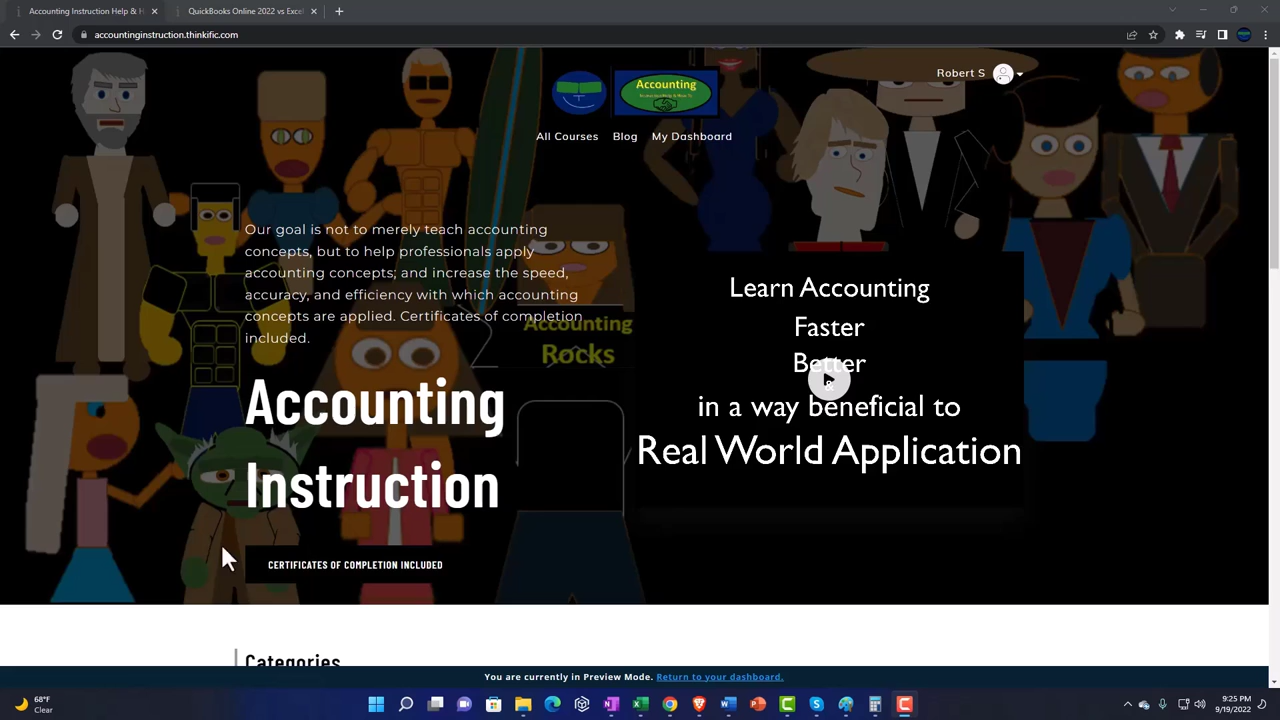 Accounting Instruction Help & H
QuickBooks Online 2022 vs Excel
accountinginstruction.thinkific.com
Robert S
Accounting
All Courses
Blog
My Dashboard
Our goal is not to merely teach accounting
concepts, but to help professionals apply
accounting concepts; and increase the speed,
accuracy, and efficiency with which accounting
concepts are applied. Certificates of completion
included.
Accounting
Rocks
Learn Accounting
Faster
Better
&
in a way beneficial to
Real World Application
Accounting
Instruction
CERTIFICATES OF COMPLETION INCLUDED
Categories
You are currently in Preview Mode. Return to your dashboard.
68°F
Clear
9:25 PM
9/19/2022